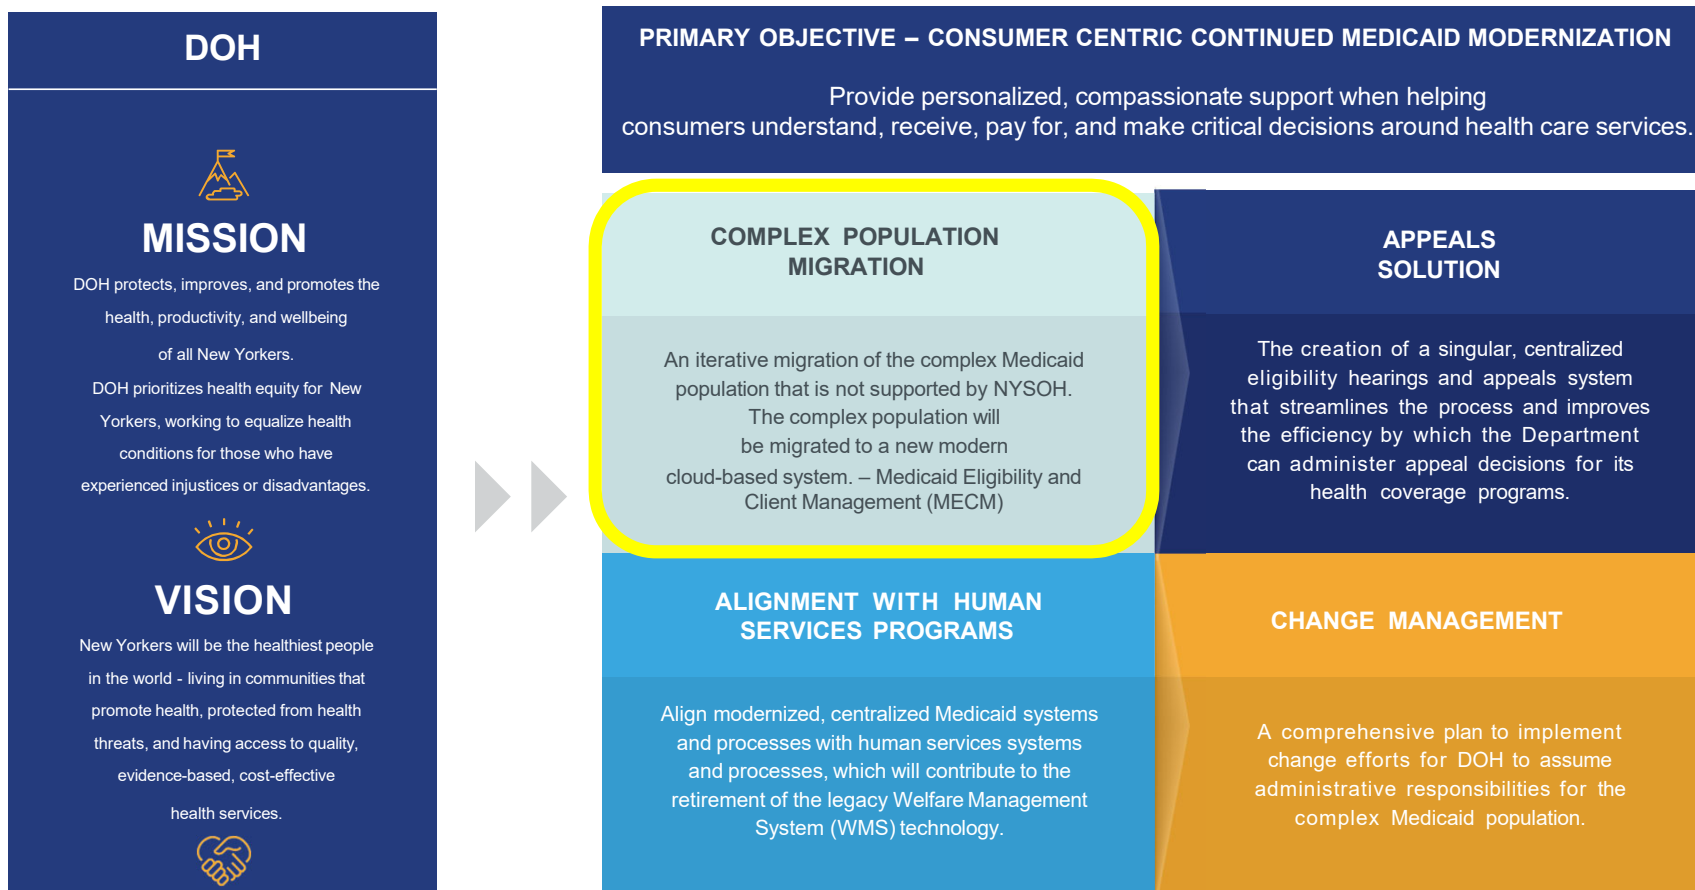 DOH
MISSION
DOH protects, improves, and promotes the
health, productivity, and wellbeing
of all New Yorkers.
DOH prioritizes health equity for New
Yorkers, working to equalize health
conditions for those who have
experienced injustices or disadvantages.
VISION
New Yorkers will be the healthiest people
in the world - living in communities that
promote health, protected from health
threats, and having access to quality,
evidence-based, cost-effective
health services.
PRIMARY OBJECTIVE – CONSUMER CENTRIC CONTINUED MEDICAID MODERNIZATION
Provide personalized, compassionate support when helping
consumers understand, receive, pay for, and make critical decisions around health care services.
COMPLEX POPULATION
MIGRATION
An iterative migration of the complex Medicaid
population that is not supported by NYSOH.
The complex population will
be migrated to a new modern
cloud-based system. – Medicaid Eligibility and
Client Management (MECM)
APPEALS
SOLUTION
The creation of a singular, centralized
eligibility hearings and appeals system
that streamlines the process and improves
the efficiency by which the Department
can administer appeal decisions for its
health coverage programs.
ALIGNMENT WITH HUMAN
SERVICES PROGRAMS
Align modernized, centralized Medicaid systems
and processes with human services systems
and processes, which will contribute to the
retirement of the legacy Welfare Management
System (WMS) technology.
CHANGE MANAGEMENT
A comprehensive plan to implement
change efforts for DOH to assume
administrative responsibilities for the
complex Medicaid population.